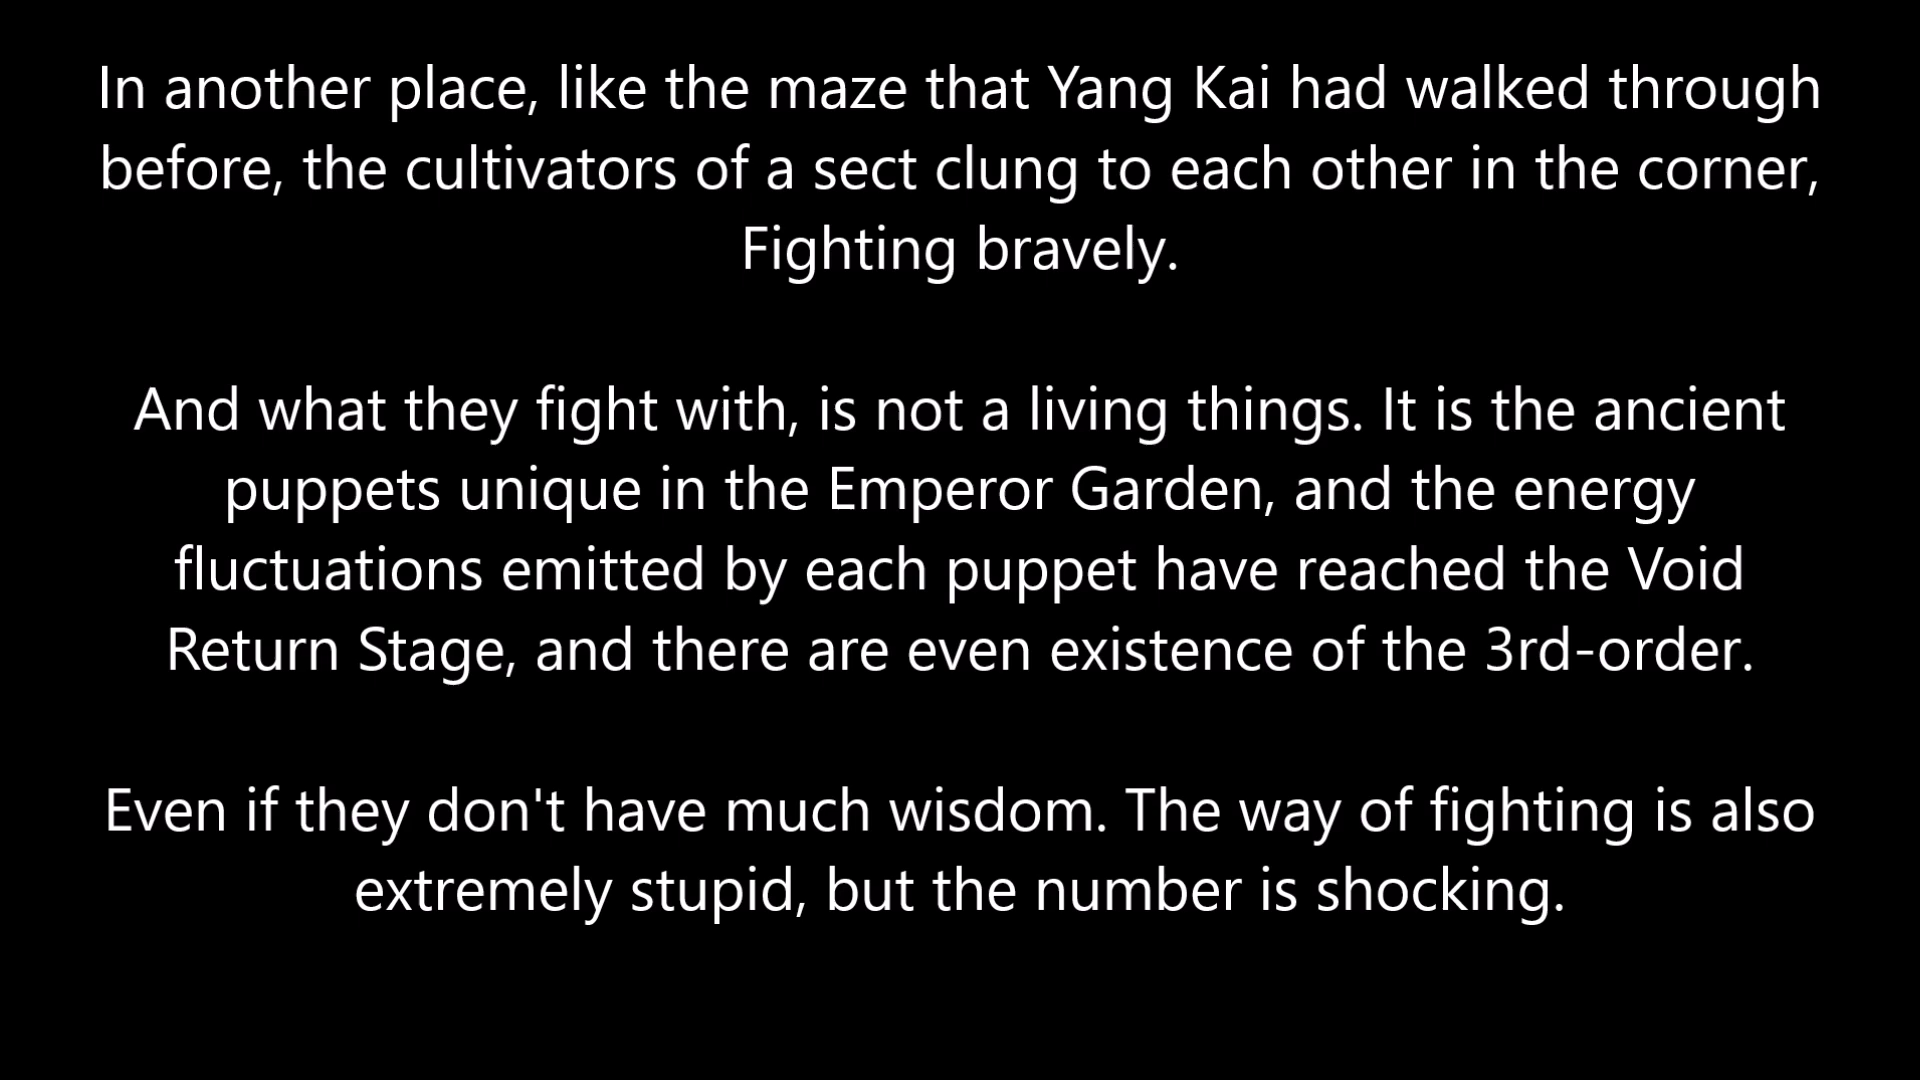 In another place, like the maze that Yang Kai had walked through
before, the cultivators of a sect clung to each other in the corner,
Fighting bravely.
And what they fight with, is not a living things. It is the ancient
puppets unique in the Emperor Garden, and the energy
fluctuations emitted by each puppet have reached the Void
Return Stage, and there are even existence of the 3rd-order.
Even if they don't have much wisdom. The way of fighting is also
extremely stupid, but the number is shocking.